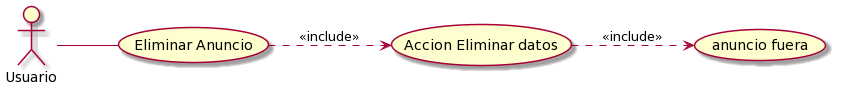 Usuario
Eliminar Anuncio
«include»
Accion Eliminar datos
«include»
anuncio fuera